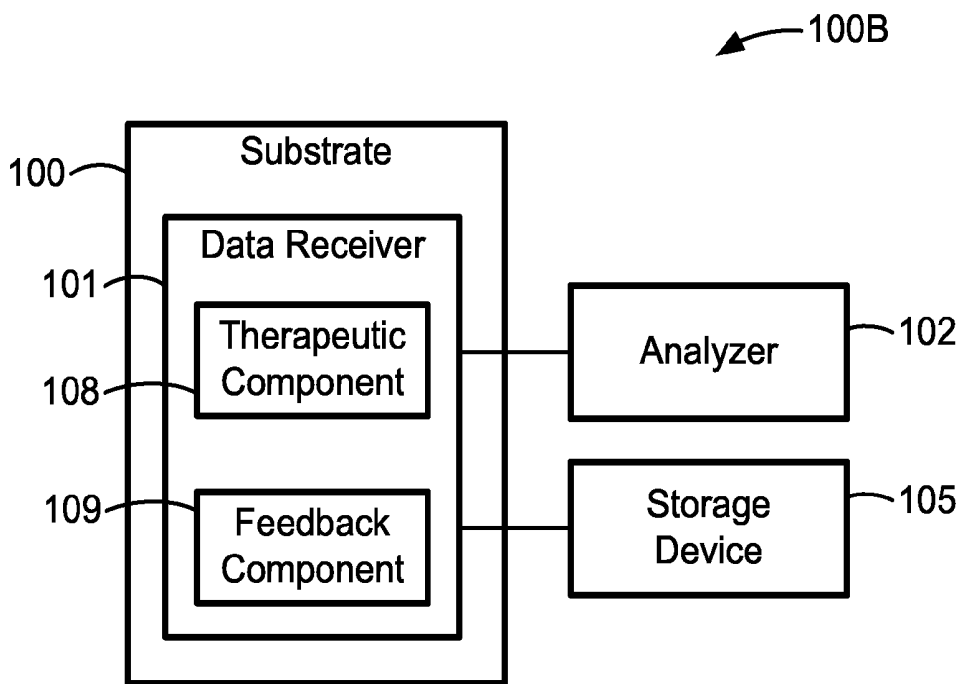 100B
Substrate
100
Data Receiver
101
Therapeutic
Component
108
Analyzer
102
109
Feedback
Component
Storage
Device
105